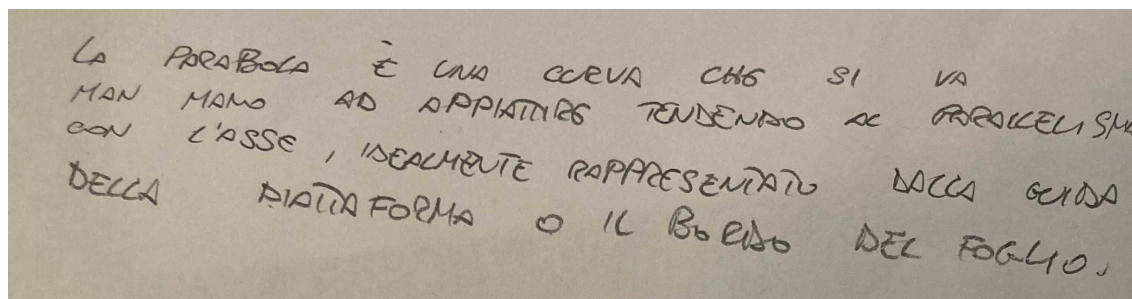 LA PARABOLA È UNA CURVA CHE SI VA
MAN MANO AD APPIATTIRE TENDENDO AL PARALLELISMO
CON L'ASSE, IDEALMENTE RAPPRESENTATO DALLA GUIDA
DELLA PIATTAFORMA O IL BORDO DEL FOGLIO.